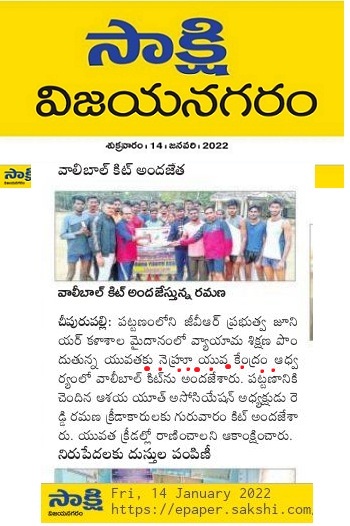 సాక్షి
విజయనగరం
శుక్రవారం : 14 : జనవరి : 2022
సాక్షి
విజయనగరం
వాలీబాల్ కిట్ అందజేత
వాలీబాల్ కిట్ అందజేస్తున్న రమణ
చీపురుపల్లి: పట్టణంలోని జీవీఆర్ ప్రభుత్వ జూని
యర్ కళాశాల మైదానంలో వ్యాయామ శిక్షణ పొం
దుతున్న యువతకు నెహ్రూ యువ కేంద్రం ఆధ్వ
ర్యంలో వాలీబాల్ కిట్‌ను అందజేశారు. పట్టణానికి
చెందిన ఆశయ యూత్ అసోసియేషన్ అధ్యక్షుడు రె
డ్డి రమణ క్రీడాకారులకు గురువారం కిట్ అందజేశా
రు. యువత క్రీడల్లో రాణించాలని ఆకాంక్షించారు.
నిరుపేదలకు దుస్తుల పంపిణీ
సాక్షి
విజయనగరం
Fri, 14 January 2022
https://epaper.sakshi.com/